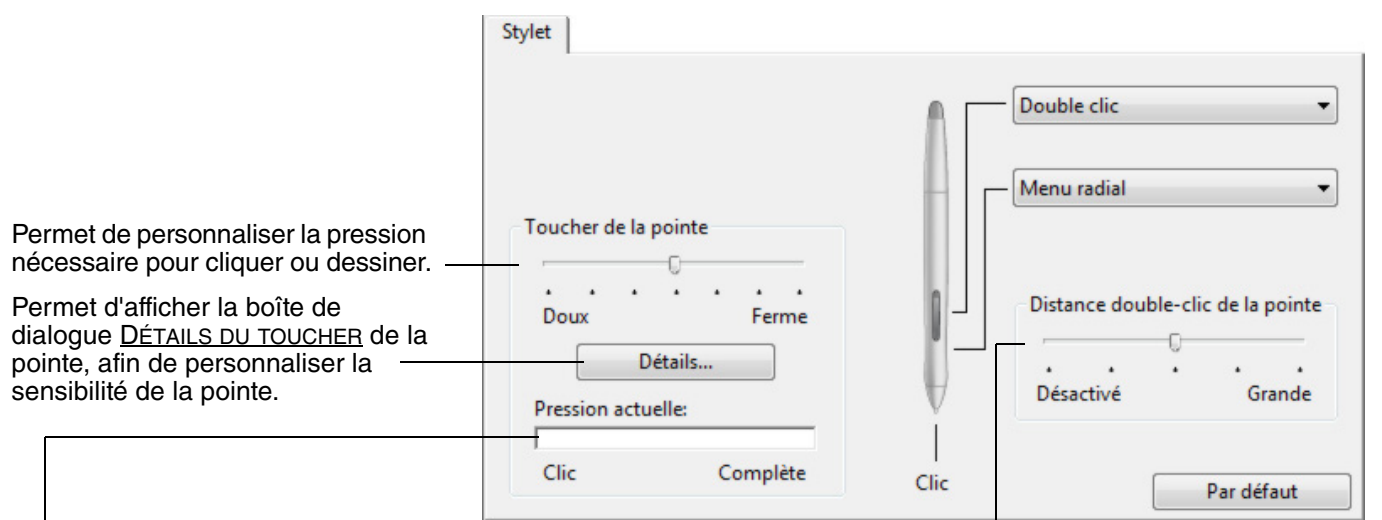 Stylet
Double clic
Menu radial
Permet de personnaliser la pression
nécessaire pour cliquer ou dessiner.
Permet d'afficher la boîte de
dialogue DÉTAILS DU TOUCHER de la
pointe, afin de personnaliser la
sensibilité de la pointe.
Toucher de la pointe
Doux Ferme
Détails...
Pression actuelle:
Clic Complète
Clic
Distance double-clic de la pointe
Désactivé Grande
Par défaut